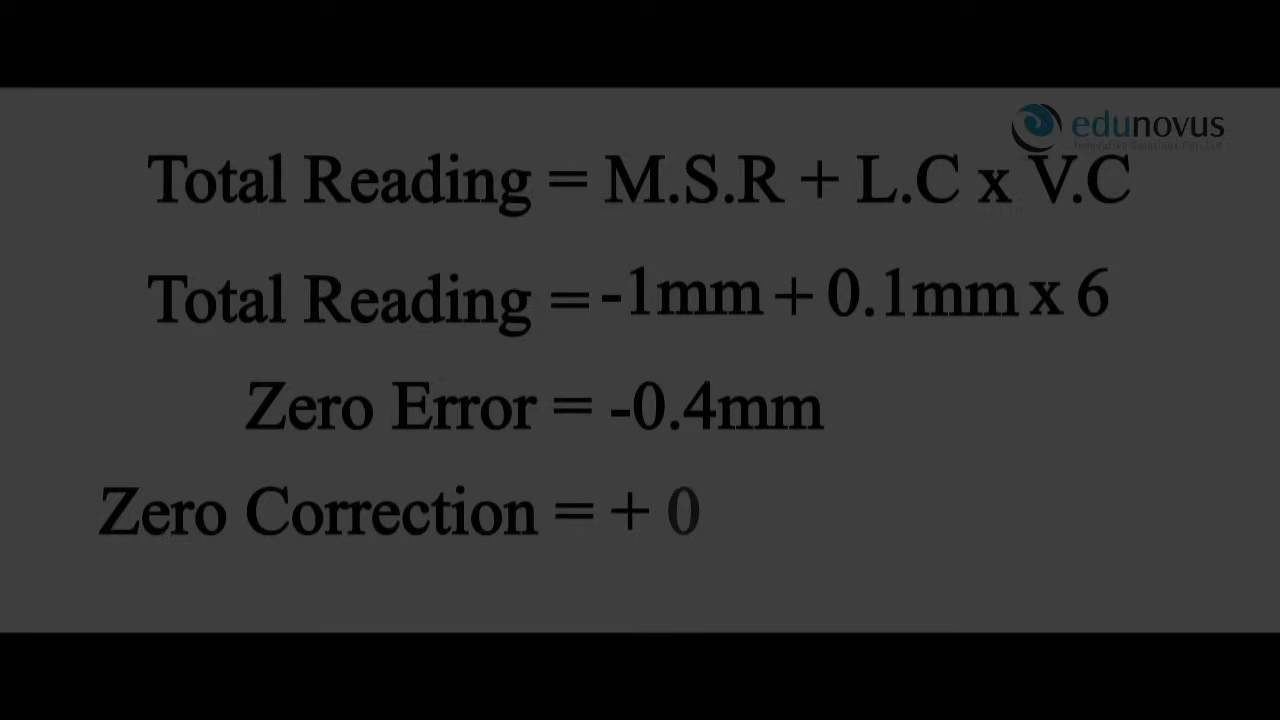 edunovus
Total Reading = M.S.R + L.C x V.C
Total Reading = -1mm + 0.1mm x 6
Zero Error = -0.4mm
Zero Correction = + 0